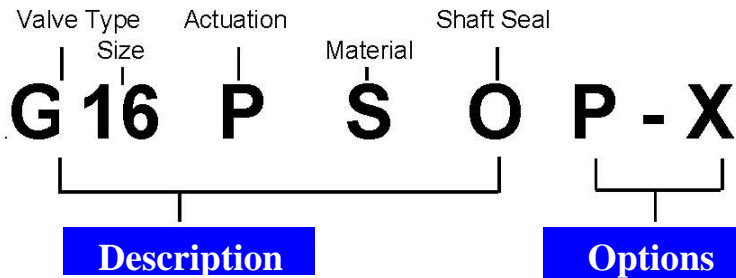 Valve Type Actuation Shaft Seal
Size Material
G 16 P S O P - X
Description Options